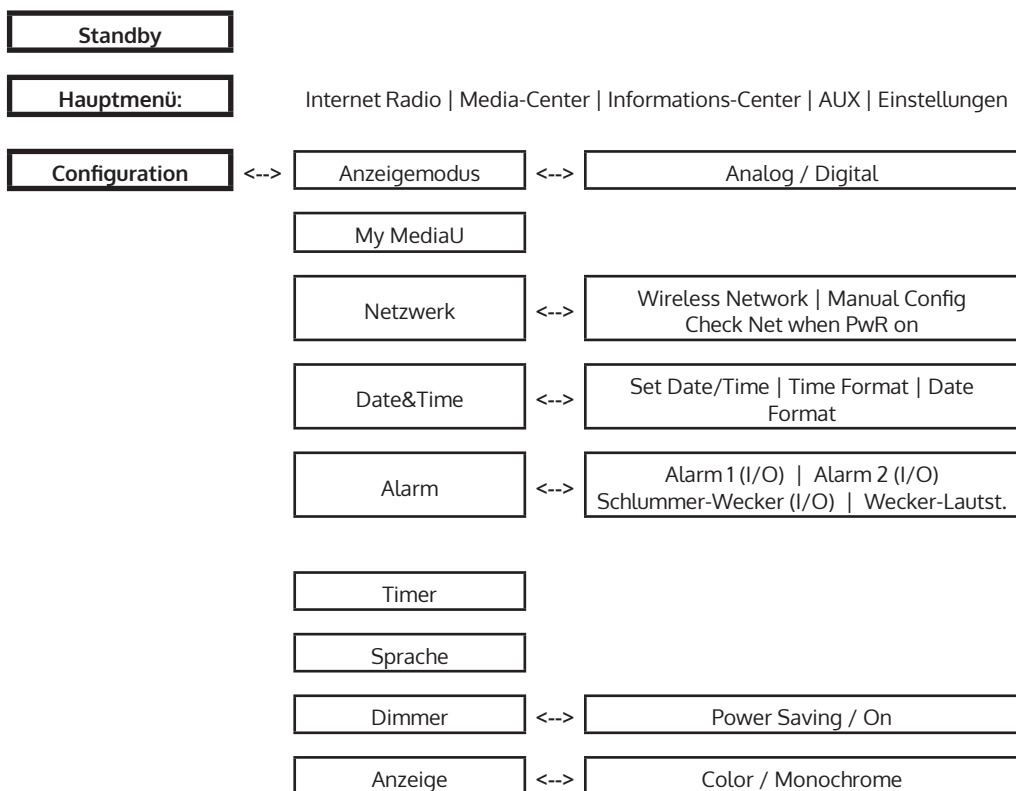 Standby
Hauptmenü: Internet Radio | Media-Center | Informations-Center | AUX | Einstellungen
Configuration <--> Anzeigemodus <--> Analog / Digital
My MediaU
Netzwerk <--> Wireless Network | Manual Config
Check Net when PwR on
Date&Time <--> Set Date/Time | Time Format | Date
Format
Alarm <--> Alarm 1 (I/O) | Alarm 2 (I/O)
Schlummer-Wecker (I/O) | Wecker-Lautst.
Timer
Sprache
Dimmer <--> Power Saving / On
Anzeige <--> Color / Monochrome